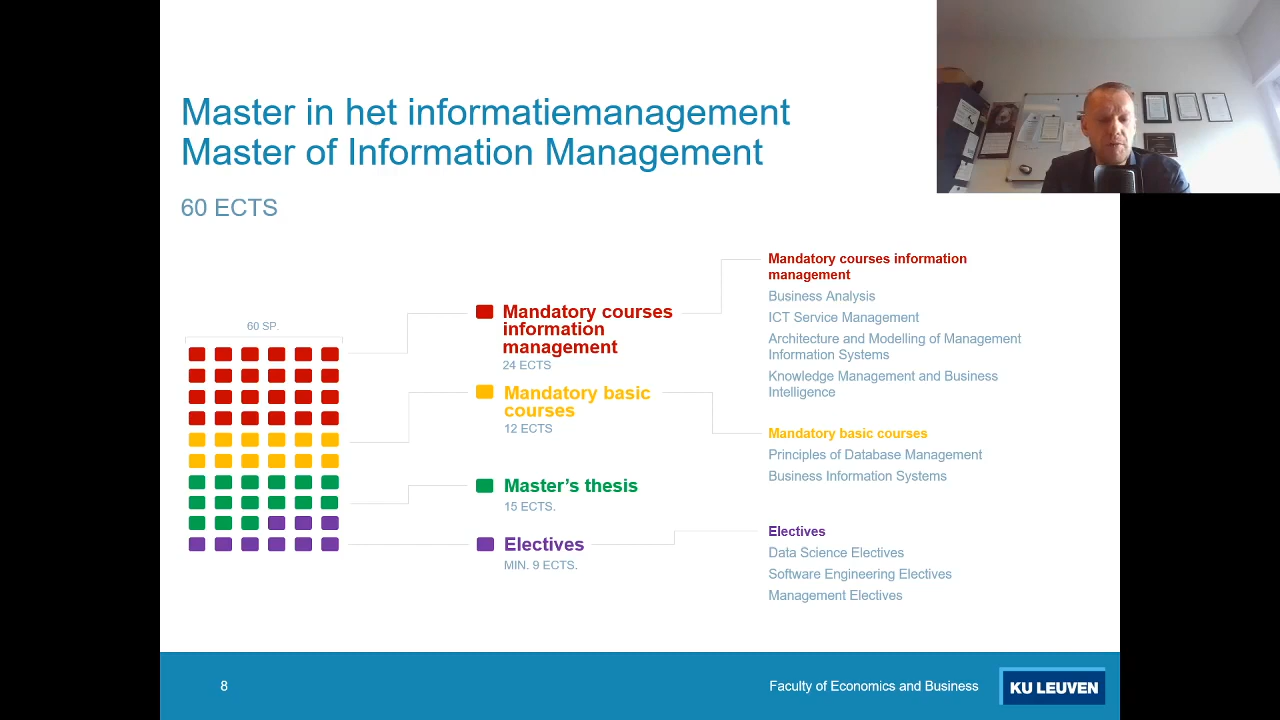 Master in het informatiemanagement
Master of Information Management
60 ECTS
60 SP.
Mandatory courses
information
management
24 ECTS
Mandatory basic
courses
12 ECTS
Master's thesis
15 ECTS.
Electives
MIN. 9 ECTS.
Mandatory courses information
management
Business Analysis
ICT Service Management
Architecture and Modelling of Management
Information Systems
Knowledge Management and Business
Intelligence
Mandatory basic courses
Principles of Database Management
Business Information Systems
Electives
Data Science Electives
Software Engineering Electives
Management Electives
8
Faculty of Economics and Business
KU LEUVEN